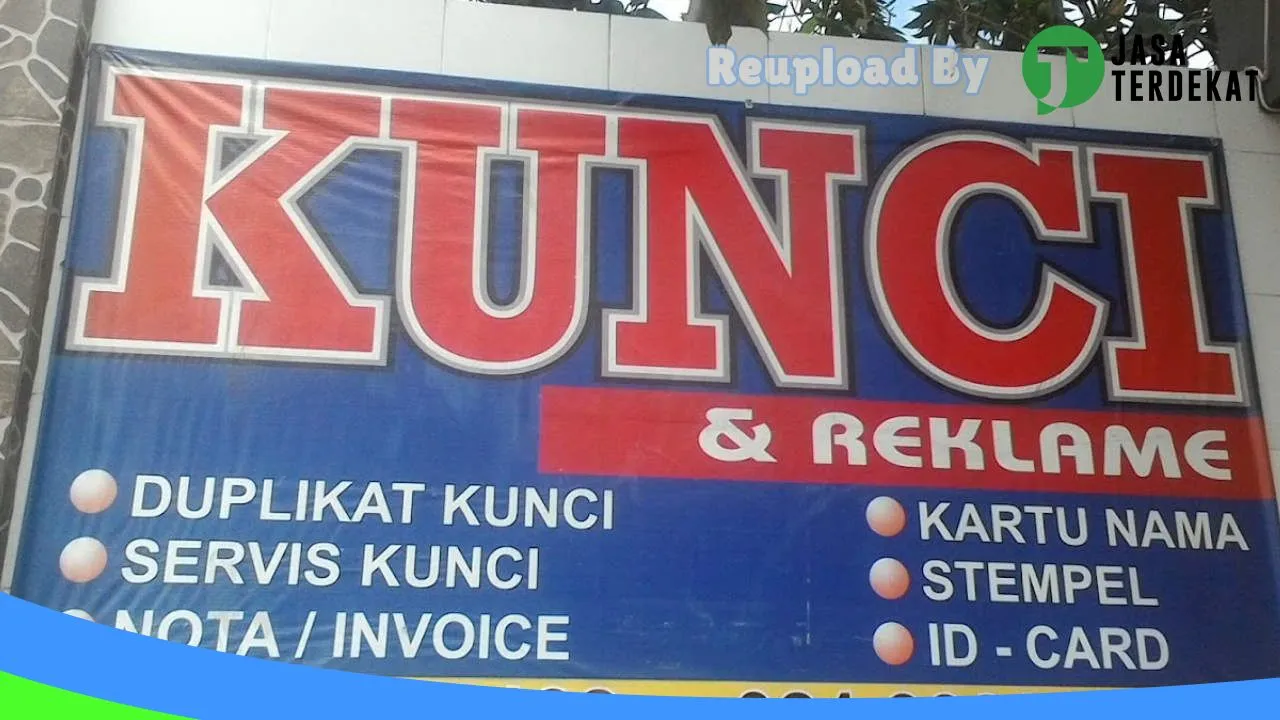 Reupload By
JASA
TERDEKAT
KUNCI
& REKLAME
DUPLIKAT KUNCI
SERVIS KUNCI
NOTA / INVOICE
KARTU NAMA
STEMPEL
ID - CARD